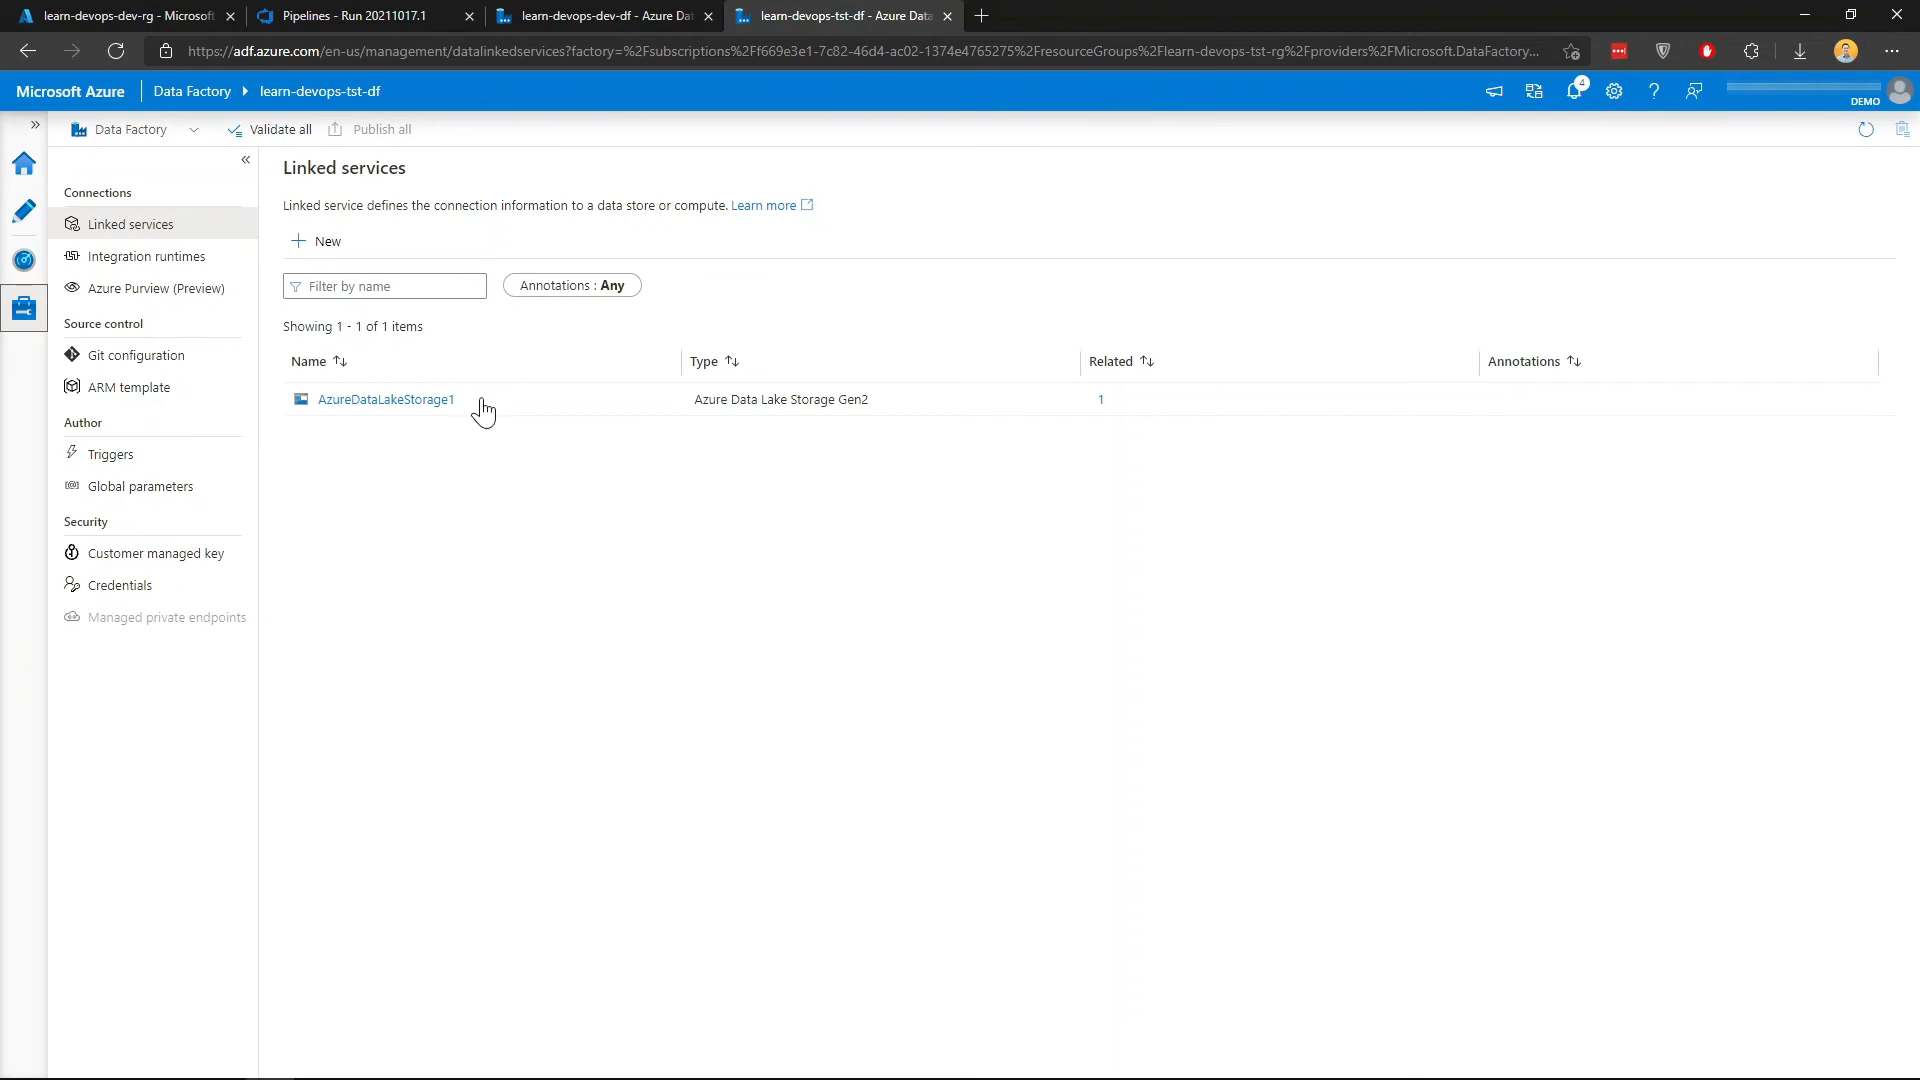 learn-devops-dev-rg - Microsoft
Pipelines - Run 20211017.1
learn-devops-dev-df - Azure Dat
learn-devops-tst-df - Azure Data
https://adf.azure.com/en-us/management/datalinkedservices?factory=%2Fsubscriptions%2Ff669e3e1-7c82-46d4-ac02-1374e4765275%2FresourceGroups%2Flearn-devops-tst-rg%2Fproviders%2FMicrosoft.DataFactory...
Microsoft Azure
Data Factory
learn-devops-tst-df
4
DEMO
Data Factory
Validate all
Publish all
Connections
Linked services
Integration runtimes
Azure Purview (Preview)
Source control
Git configuration
ARM template
Author
Triggers
Global parameters
Security
Customer managed key
Credentials
Managed private endpoints
Linked services
Linked service defines the connection information to a data store or compute. Learn more
New
Filter by name
Annotations : Any
Showing 1 - 1 of 1 items
Name
Type
Related
Annotations
AzureDataLakeStorage1
Azure Data Lake Storage Gen2
1